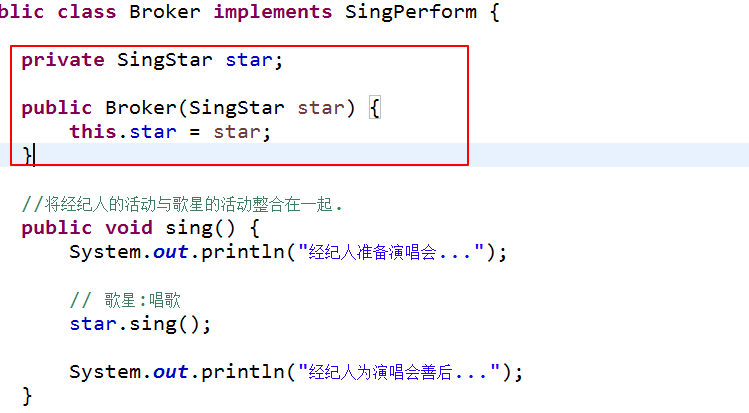 blic class Broker implements SingPerform {
private SingStar star;
public Broker(SingStar star) {
this.star = star;
}
//将经纪人的活动与歌星的活动整合在一起.
public void sing() {
System.out.println("经纪人准备演唱会...");
// 歌星:唱歌
star.sing();
System.out.println("经纪人为演唱会善后...");
}